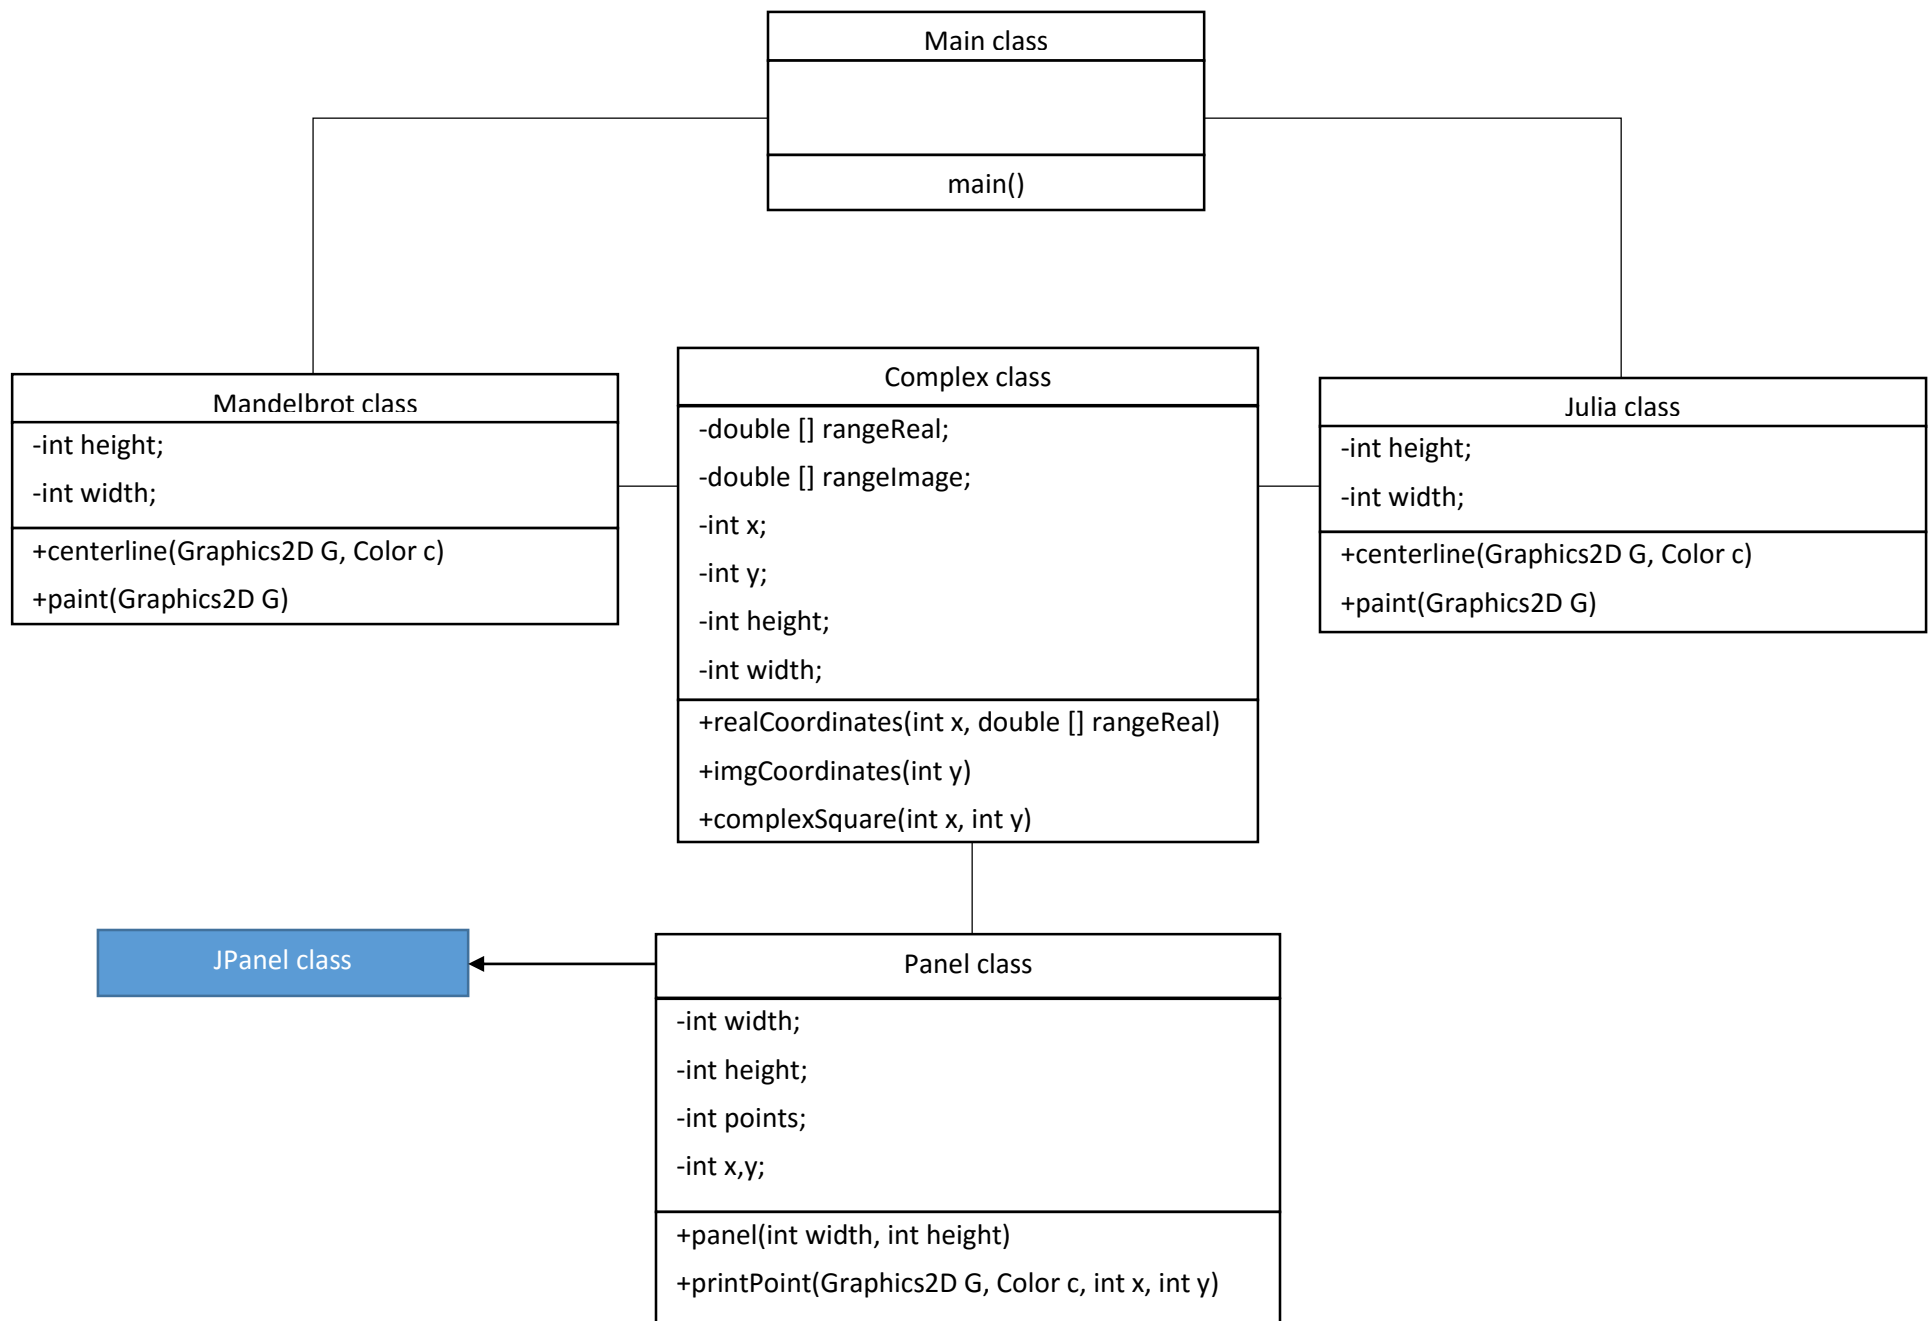 Main class
main()
Mandelbrot class
-int height;
-int width;
+centerline(Graphics2D G, Color c)
+paint(Graphics2D G)
Complex class
-double [] rangeReal;
-double [] rangeImage;
-int x;
-int y;
-int height;
-int width;
+realCoordinates(int x, double [] rangeReal)
+imgCoordinates(int y)
+complexSquare(int x, int y)
Julia class
-int height;
-int width;
+centerline(Graphics2D G, Color c)
+paint(Graphics2D G)
JPanel class
Panel class
-int width;
-int height;
-int points;
-int x,y;
+panel(int width, int height)
+printPoint(Graphics2D G, Color c, int x, int y)